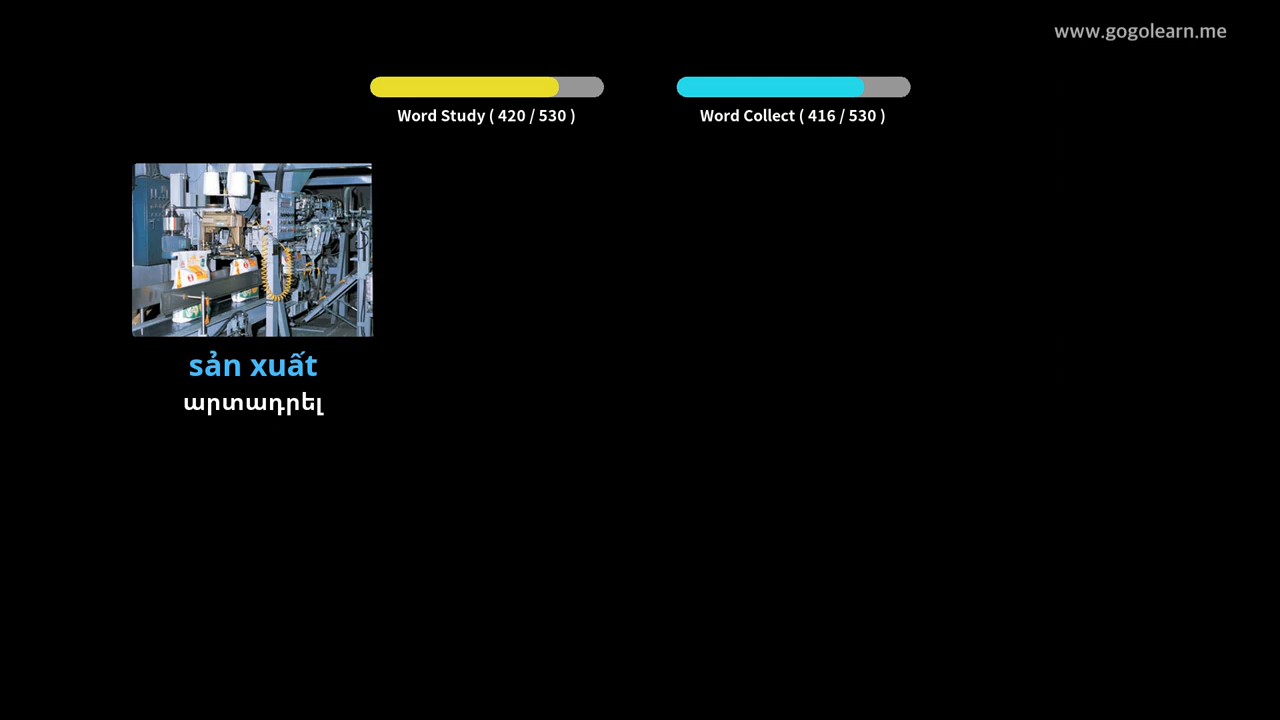 www.gogolearn.me
Word Study ( 420 / 530 )
Word Collect ( 416 / 530 )
sản xuất
արտադրել